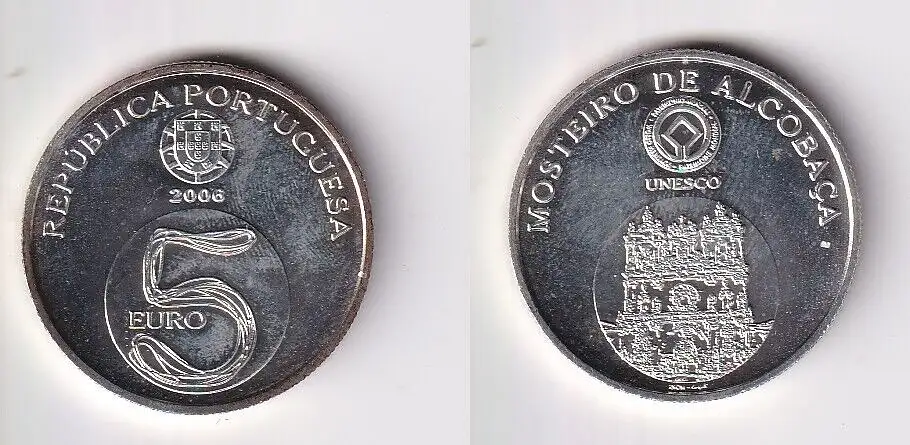 REPÚBLICA PORTUGUESA
2006
5
EURO
MOSTEIRO DE ALCOBAÇA
UNESCO